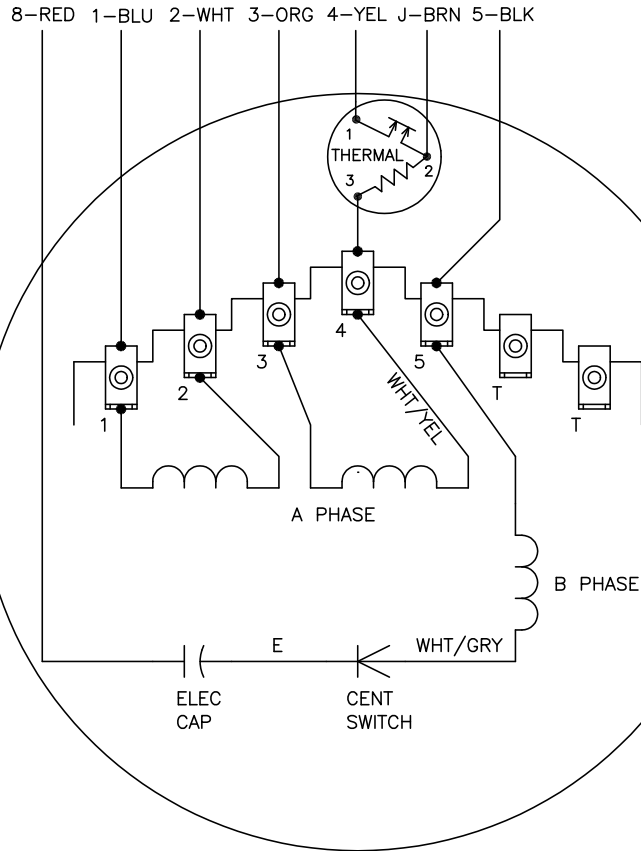 8-RED 1-BLU 2-WHT 3-ORG 4-YEL J-BRN 5-BLK
1
THERMAL
2
3
4
3
5
2
T
1
T
WHT/YEL
A PHASE
B PHASE
E
WHT/GRY
ELEC
CAP
CENT
SWITCH